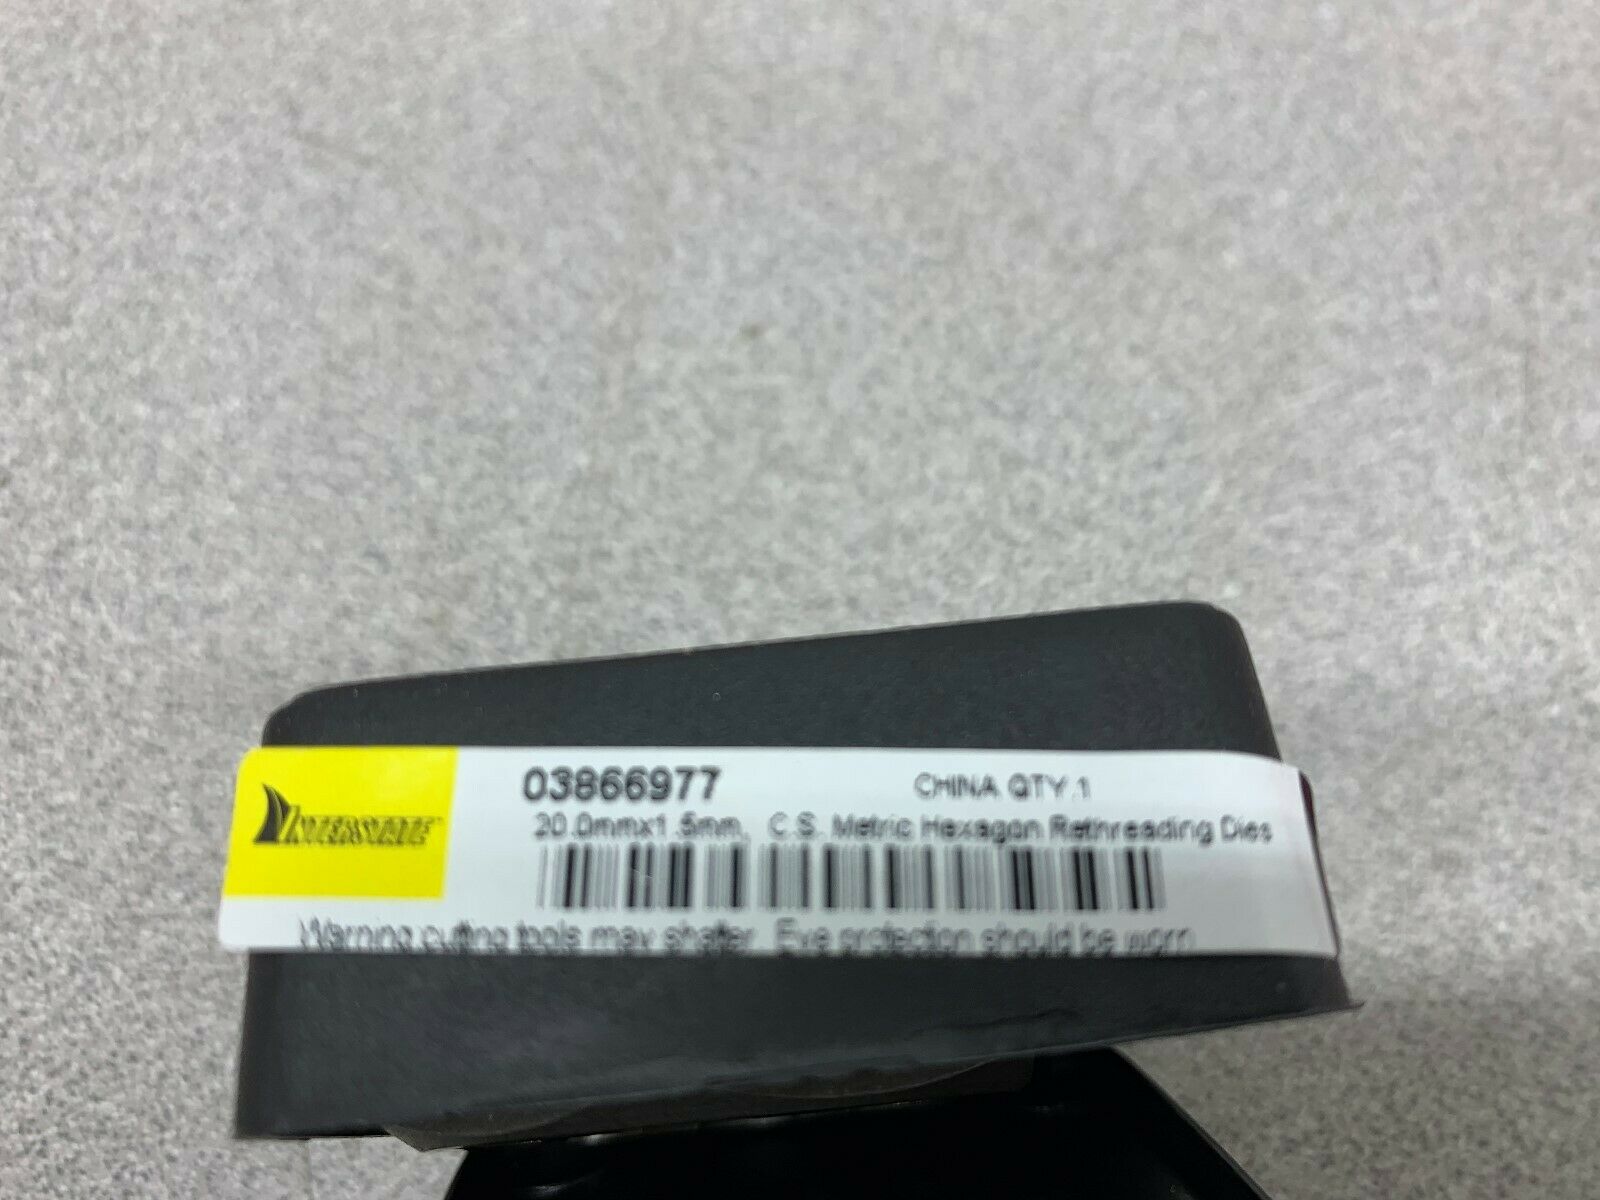 INTERSTATE
03866977 CHINA QTY.1
20.0mmx1.5mm, C.S. Metric Hexagon Rethreading Dies
Warning cutting tools may shatter. Eye protection should be worn